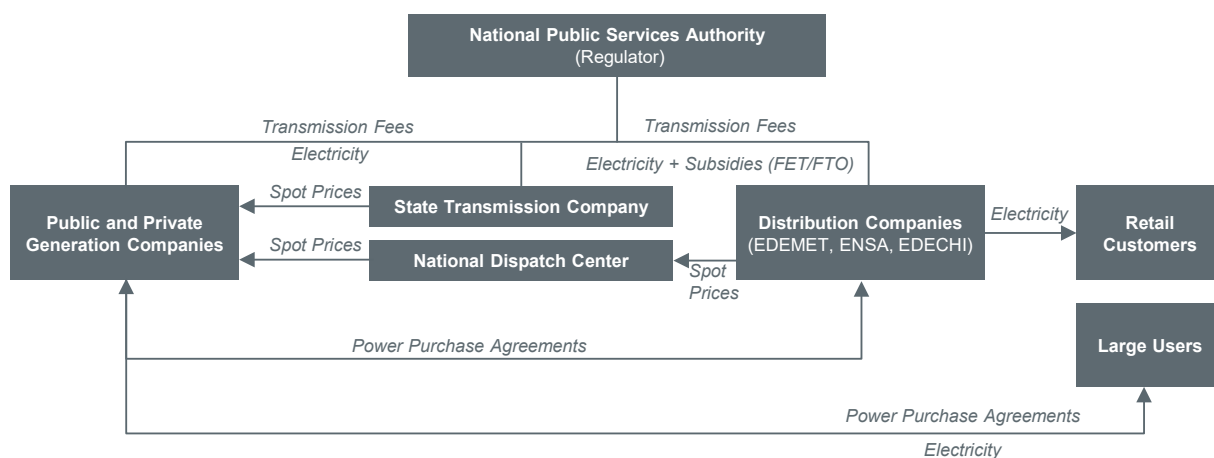 National Public Services Authority
(Regulator)
Transmission Fees
Transmission Fees
Electricity
Electricity + Subsidies (FET/FTO)
Spot Prices
Public and Private
Generation Companies
State Transmission Company
Spot Prices
National Dispatch Center
Distribution Companies
(EDEMET, ENSA, EDECHI)
Spot
Prices
Electricity
Retail
Customers
Power Purchase Agreements
Large Users
Power Purchase Agreements
Electricity